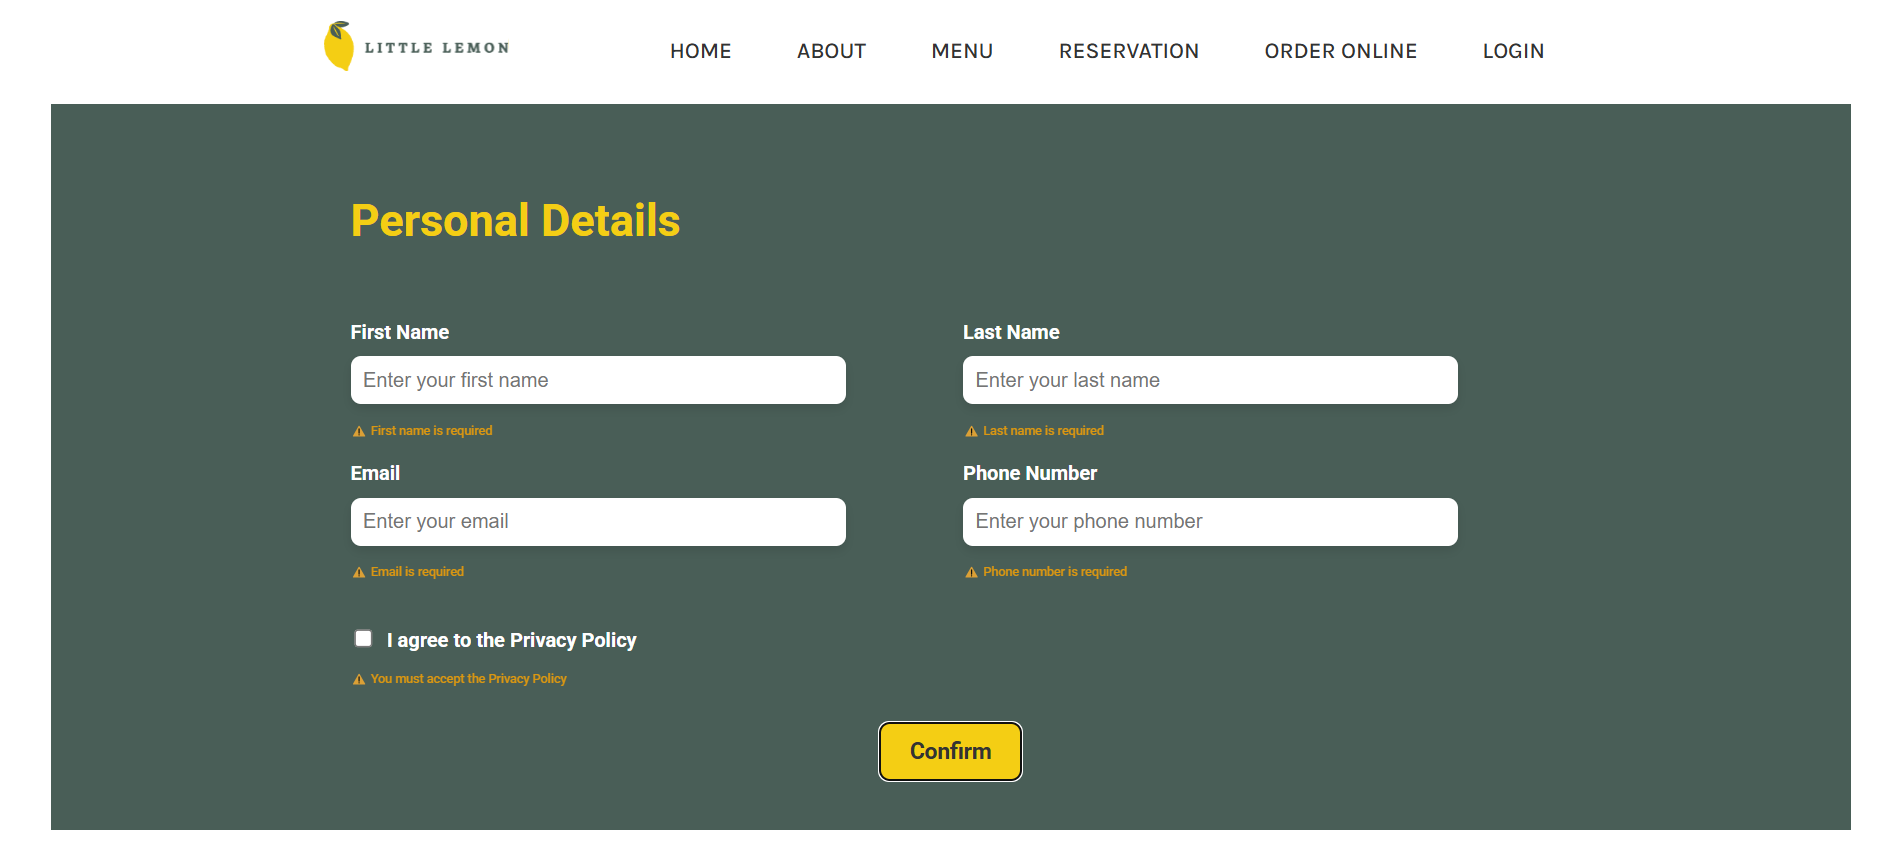 LITTLE LEMON
HOME ABOUT MENU RESERVATION ORDER ONLINE LOGIN
Personal Details
First Name
Enter your first name
First name is required
Last Name
Enter your last name
Last name is required
Email
Enter your email
Email is required
Phone Number
Enter your phone number
Phone number is required
I agree to the Privacy Policy
You must accept the Privacy Policy
Confirm